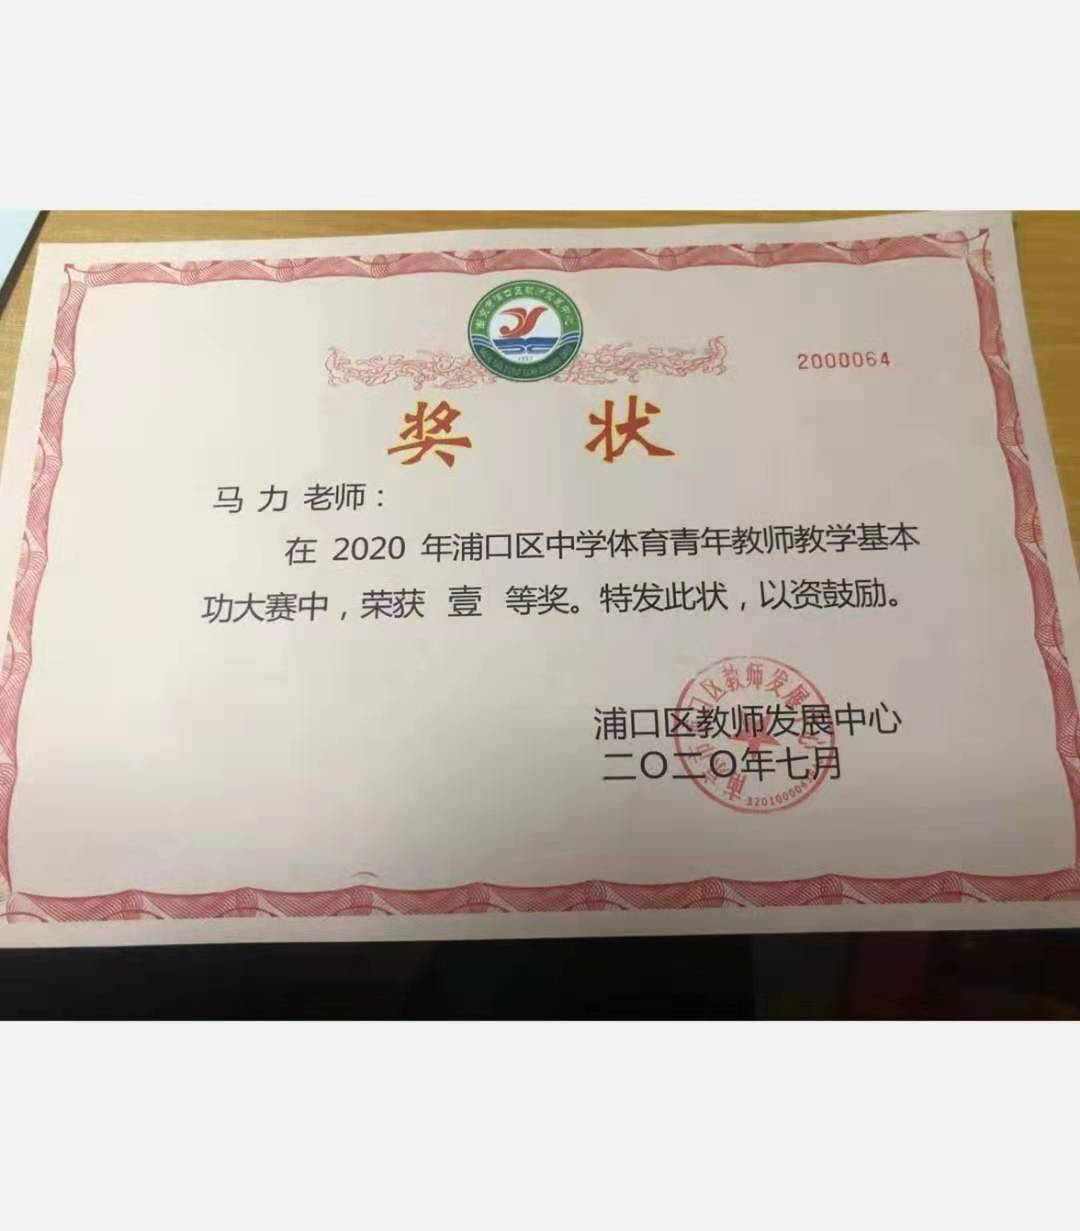 2000064
奖 状
马 力 老师：
在 2020 年浦口区中学体育青年教师教学基本
功大赛中，荣获 壹 等奖。特发此状，以资鼓励。
浦口区教师发展中心
二〇二〇年七月